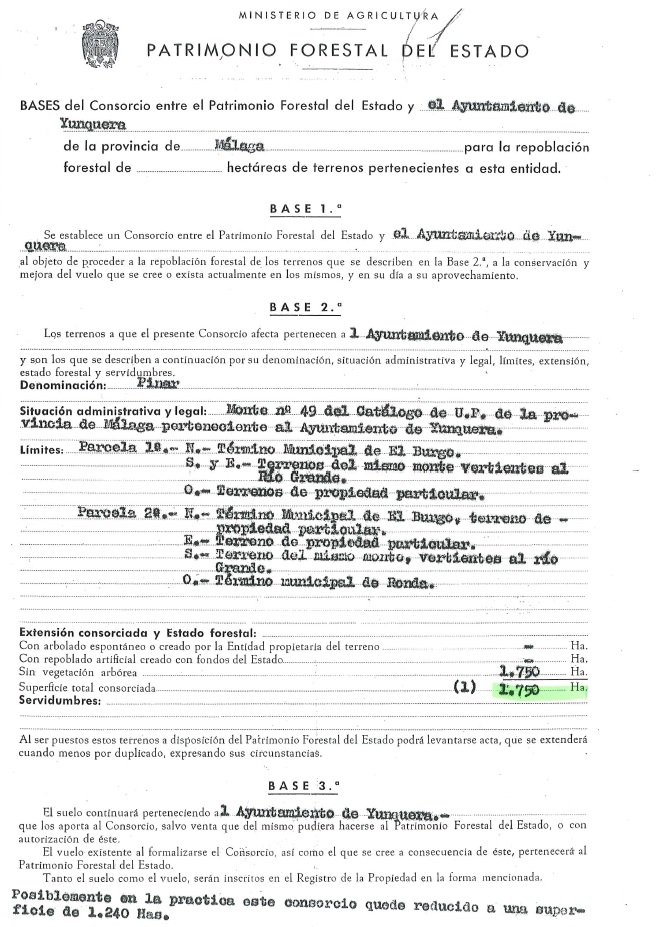 MINISTERIO DE AGRICULTURA
PATRIMONIO FORESTAL DEL ESTADO
BASES del Consorcio entre el Patrimonio Forestal del Estado y el Ayuntamiento de
Yunquera
de la provincia de Málaga para la repoblación
forestal de hectáreas de terrenos pertenecientes a esta entidad.
BASE 1.ª
Se establece un Consorcio entre el Patrimonio Forestal del Estado y el Ayuntamiento de Yun-
quera
al objeto de proceder a la repoblación forestal de los terrenos que se describen en la Base 2.ª, a la conservación y
mejora del vuelo que se cree o exista actualmente en los mismos, y en su día a su aprovechamiento.
BASE 2.ª
Los terrenos a que el presente Consorcio afecta pertenecen a l Ayuntamiento de Yunquera
y son los que se describen a continuación por su denominación, situación administrativa y legal, límites, extensión,
estado forestal y servidumbres.
Denominación: Pinar
Situación administrativa y legal: Monte nº 49 del Catálogo de U.P. de la pro-
vincia de Málaga perteneciente al Ayuntamiento de Yunquera.
Límites: Parcela 1ª.- N.- Término Municipal de El Burgo.
S. y E.- Terrenos del mismo monte vertientes al
Río Grande.
O.- Terrenos de propiedad particular.
Parcela 2ª.- N.- Término Municipal de El Burgo, terreno de -
propiedad particular.
E.- Terreno de propiedad particular.
S.- Terreno del mismo monto, vertientes al río
Grande.
O.- Término municipal de Ronda.
Extensión consorciada y Estado forestal:
Con arbolado espontáneo o creado por la Entidad propietaria del terreno - Ha.
Con repoblado artificial creado con fondos del Estado - Ha.
Sin vegetación arbórea 1.750 Ha.
Superficie total consorciada (1) 1.750 Ha.
Servidumbres:
Al ser puestos estos terrenos a disposición del Patrimonio Forestal del Estado podrá levantarse acta, que se extenderá
cuando menos por duplicado, expresando sus circunstancias.
BASE 3.ª
El suelo continuará perteneciendo al Ayuntamiento de Yunquera.-
que los aporta al Consorcio, salvo venta que del mismo pudiera hacerse al Patrimonio Forestal del Estado, o con
autorización de éste.
El vuelo existente al formalizarse el Consorcio, así como el que se cree a consecuencia de éste, pertenecerá al
Patrimonio Forestal del Estado.
Tanto el suelo como el vuelo, serán inscritos en el Registro de la Propiedad en la forma mencionada.
Posiblemente en la practica este consorcio quede reducido a una super-
ficie de 1.240 Has.